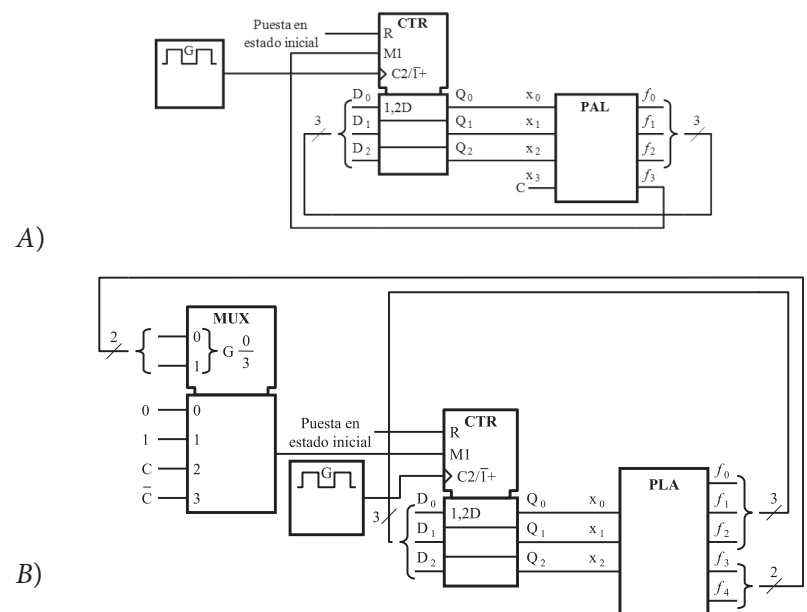 Puesta en
estado inicial
CTR
R
G
M1
C2/1̅+
D0
D1
D2
1,2D
3
Q0
Q1
Q2
x0
x1
x2
x3
C
PAL
f0
f1
f2
f3
3
A)
MUX
2
0
1
G 0/3
0
1
C
C̅
0
1
2
3
Puesta en
estado inicial
G
CTR
R
M1
C2/1̅+
3
D0
D1
D2
1,2D
Q0
Q1
Q2
x0
x1
x2
PLA
f0
f1
f2
f3
f4
3
2
B)